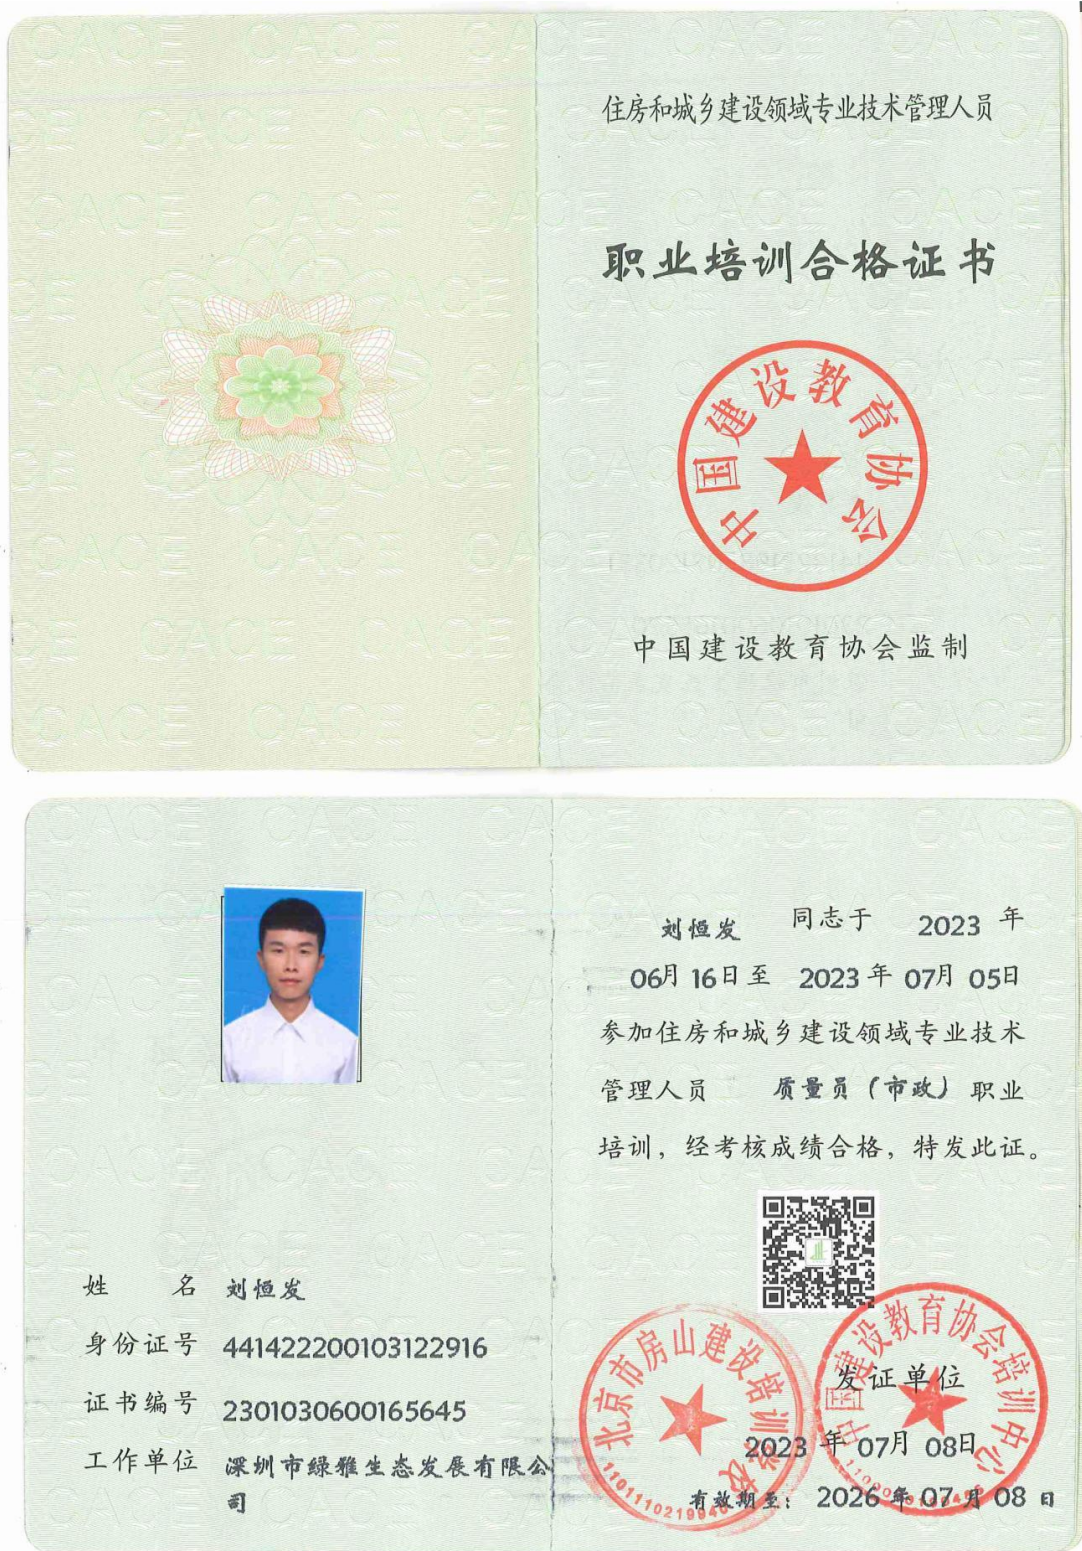 住房和城乡建设领域专业技术管理人员
职业培训合格证书
中国建设教育协会
中国建设教育协会监制
刘恒发 同志于 2023 年
06月 16日至 2023年 07月 05日
参加住房和城乡建设领域专业技术
管理人员 质量员（市政）职业
培训，经考核成绩合格，特发此证。
姓 名 刘恒发
身份证号 441422200103122916
证书编号 2301030600165645
工作单位 深圳市绿雅生态发展有限公
司
北京市房山建设培训学校
中国建设教育协会培训中心
发证单位
2023 年 07月 08日
有效期至： 2026 年 07 月 08 日
CACE